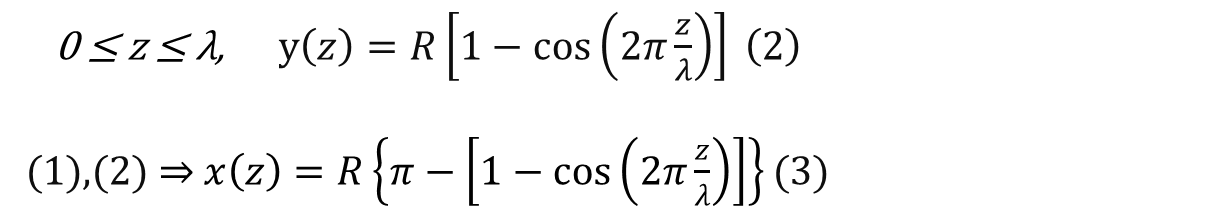 0 ≤ z ≤ λ, y(z) = R[1 − cos(2π z/λ)] (2)
(1),(2) ⇒ x(z) = R{π − [1 − cos(2π z/λ)]} (3)